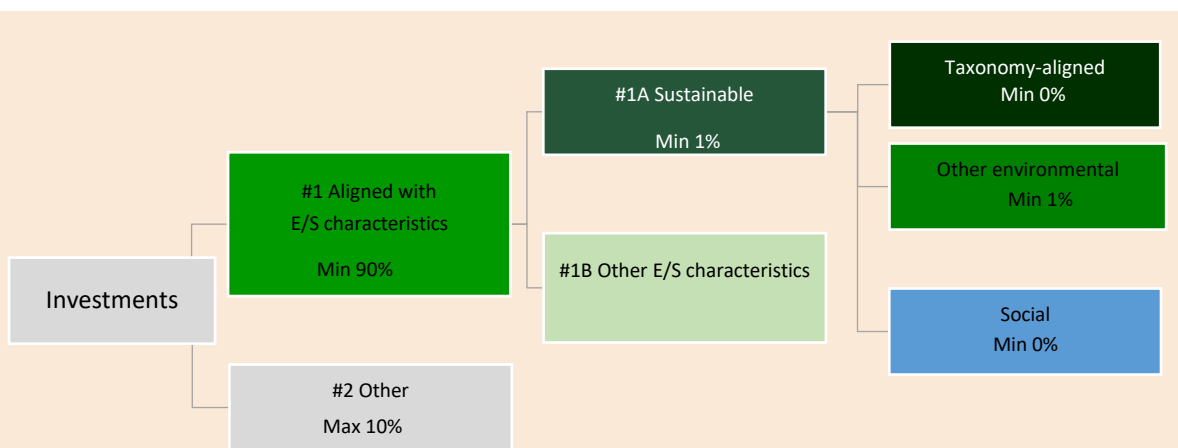 Investments
#1 Aligned with
E/S characteristics
Min 90%
#2 Other
Max 10%
#1A Sustainable
Min 1%
#1B Other E/S characteristics
Taxonomy-aligned
Min 0%
Other environmental
Min 1%
Social
Min 0%